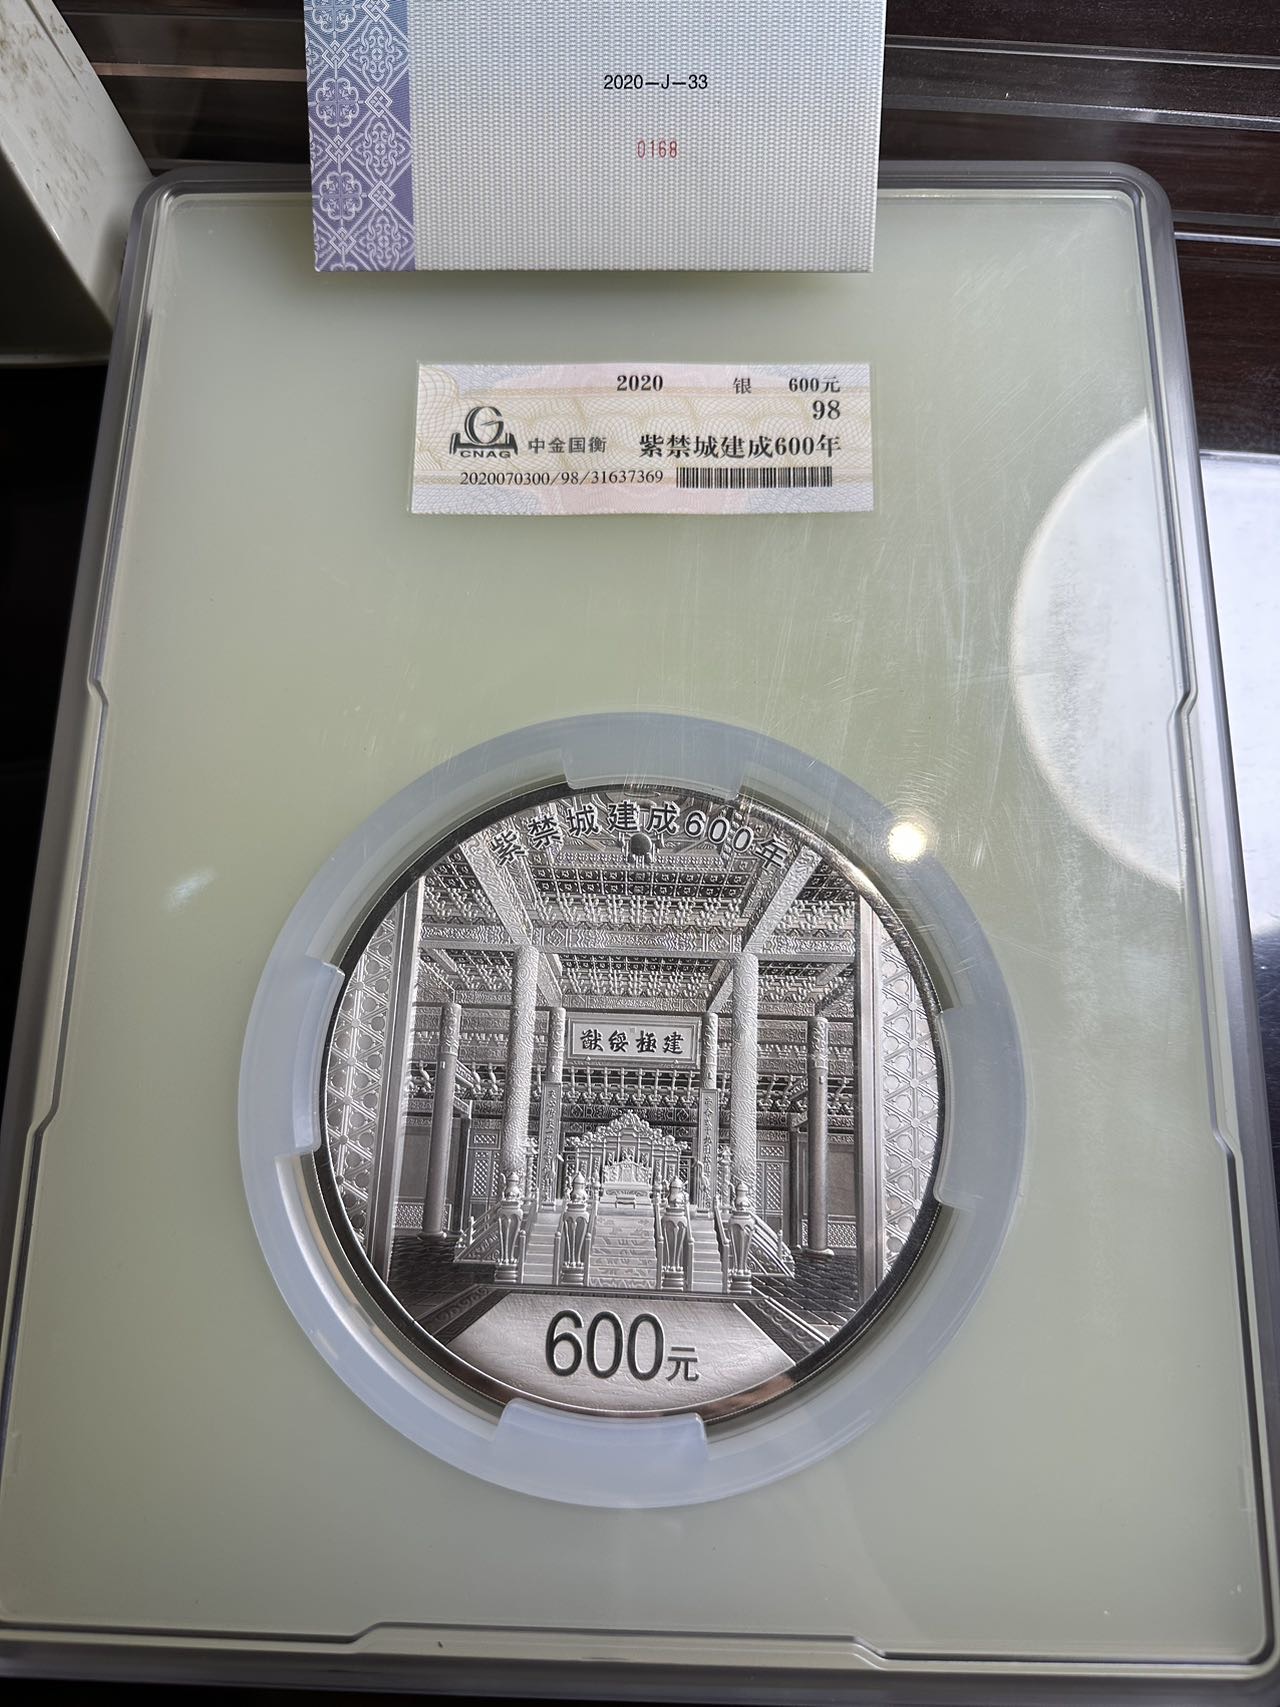 2020-J-33
0168
2020 银 600元
98
CNAG 中金国衡 紫禁城建成600年
2020070300/98/31637369
紫禁城建成600年
猷绥極建
600元